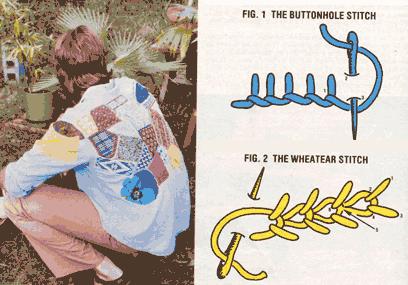 FIG. 1 THE BUTTONHOLE STITCH
FIG. 2 THE WHEATEAR STITCH